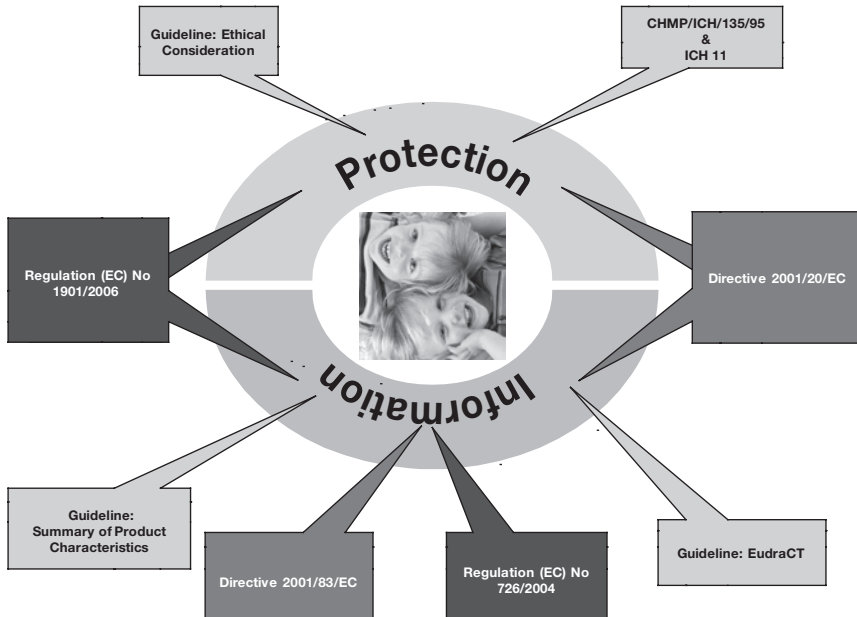 Guideline: Ethical
Consideration
CHMP/ICH/135/95
&
ICH 11
Protection
Regulation (EC) No
1901/2006
Directive 2001/20/EC
Information
Guideline:
Summary of Product
Characteristics
Directive 2001/83/EC
Regulation (EC) No
726/2004
Guideline: EudraCT